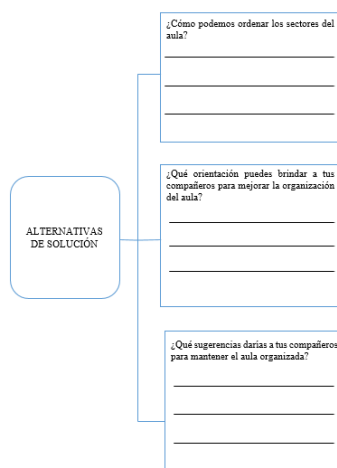 ¿Cómo podemos ordenar los sectores del
aula?
¿Qué orientación puedes brindar a tus
compañeros para mejorar la organización
del aula?
ALTERNATIVAS
DE SOLUCIÓN
¿Qué sugerencias darías a tus compañeros
para mantener el aula organizada?